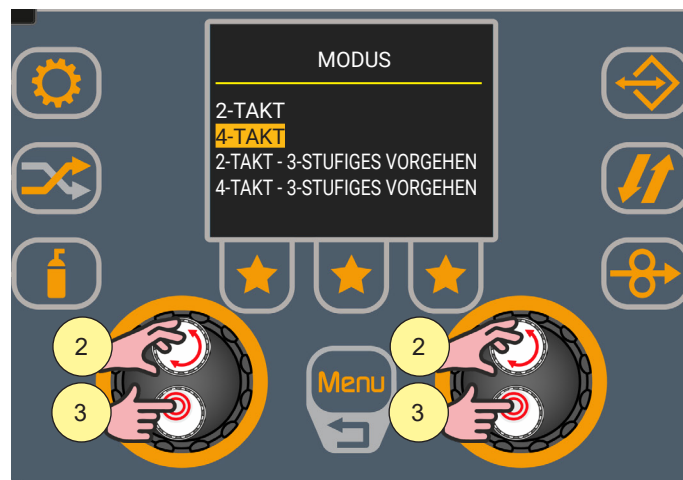 MODUS
2-TAKT
4-TAKT
2-TAKT - 3-STUFIGES VORGEHEN
4-TAKT - 3-STUFIGES VORGEHEN
2
2
3
Menu
3